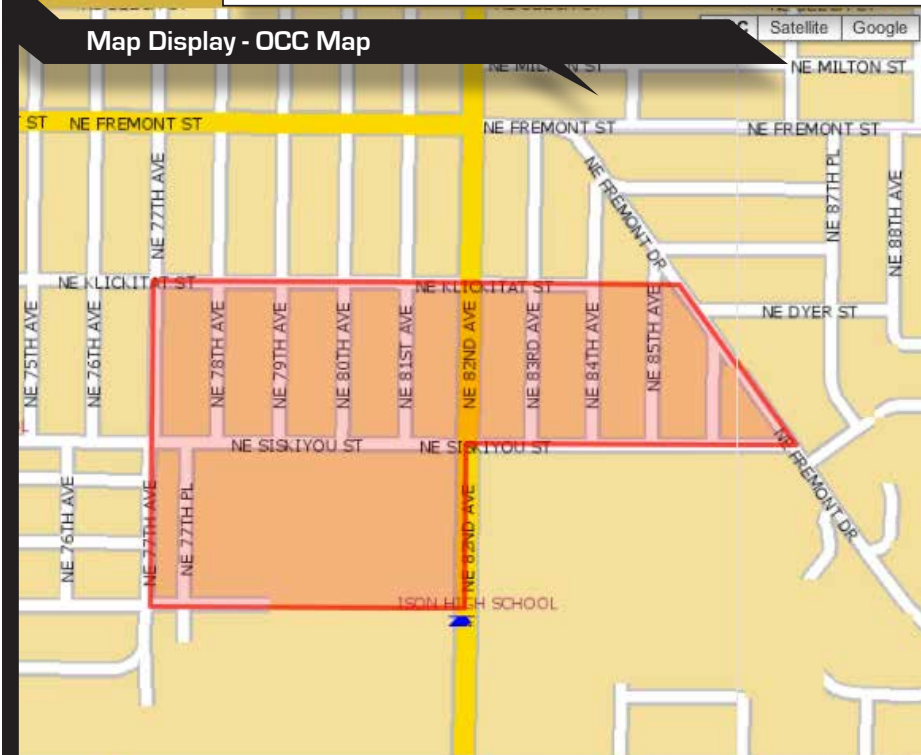 C Satellite Google
Map Display - OCC Map
NE MILTON ST
ST NE FREMONT ST
NE FREMONT ST
NE FREMONT ST
NE 77TH AVE
NE FREMONT DR
NE 87TH PL
NE 88TH AVE
NE KLICKITAT ST
NE KLICKITAT ST
NE DYER ST
NE 75TH AVE
NE 76TH AVE
NE 78TH AVE
NE 79TH AVE
NE 80TH AVE
NE 81ST AVE
NE 82ND AVE
NE 83RD AVE
NE 84TH AVE
NE 85TH AVE
NE SISKIYOU ST
NE SISKIYOU ST
NE FREMONT DR
NE 76TH AVE
NE 77TH AVE
NE 77TH PL
NE 82ND AVE
ISON HIGH SCHOOL